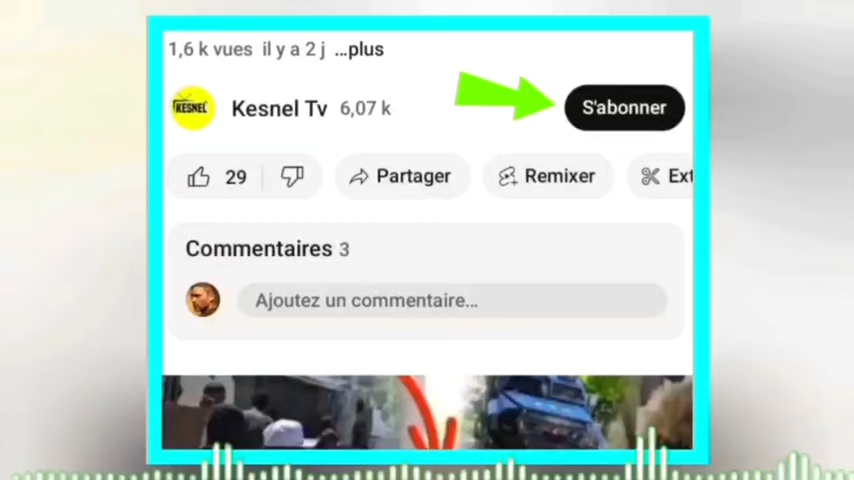 1,6 k vues il y a 2 j ...plus
KESNEL
Kesnel Tv 6,07 k
S'abonner
29
Partager
Remixer
Ext
Commentaires 3
Ajoutez un commentaire...